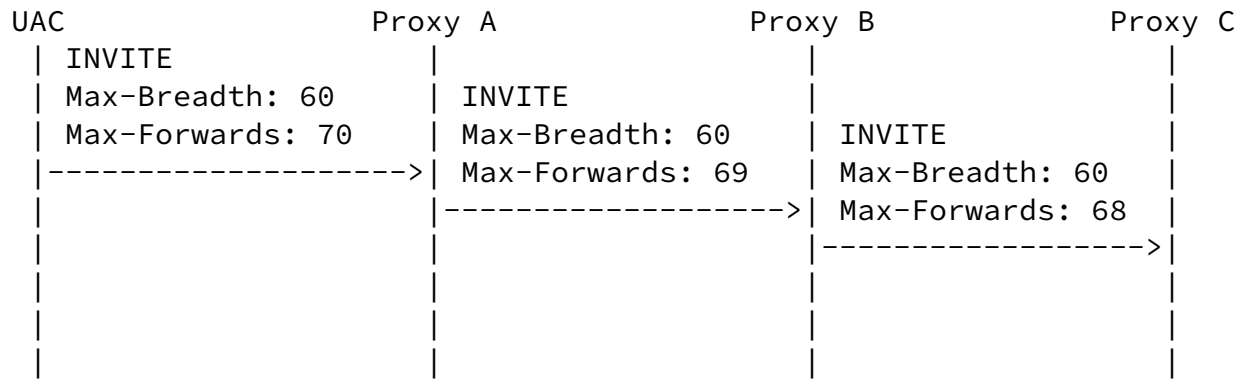 UAC Proxy A Proxy B Proxy C
INVITE
Max-Breadth: 60 INVITE
Max-Forwards: 70 Max-Breadth: 60 INVITE
Max-Forwards: 69 Max-Breadth: 60
Max-Forwards: 68